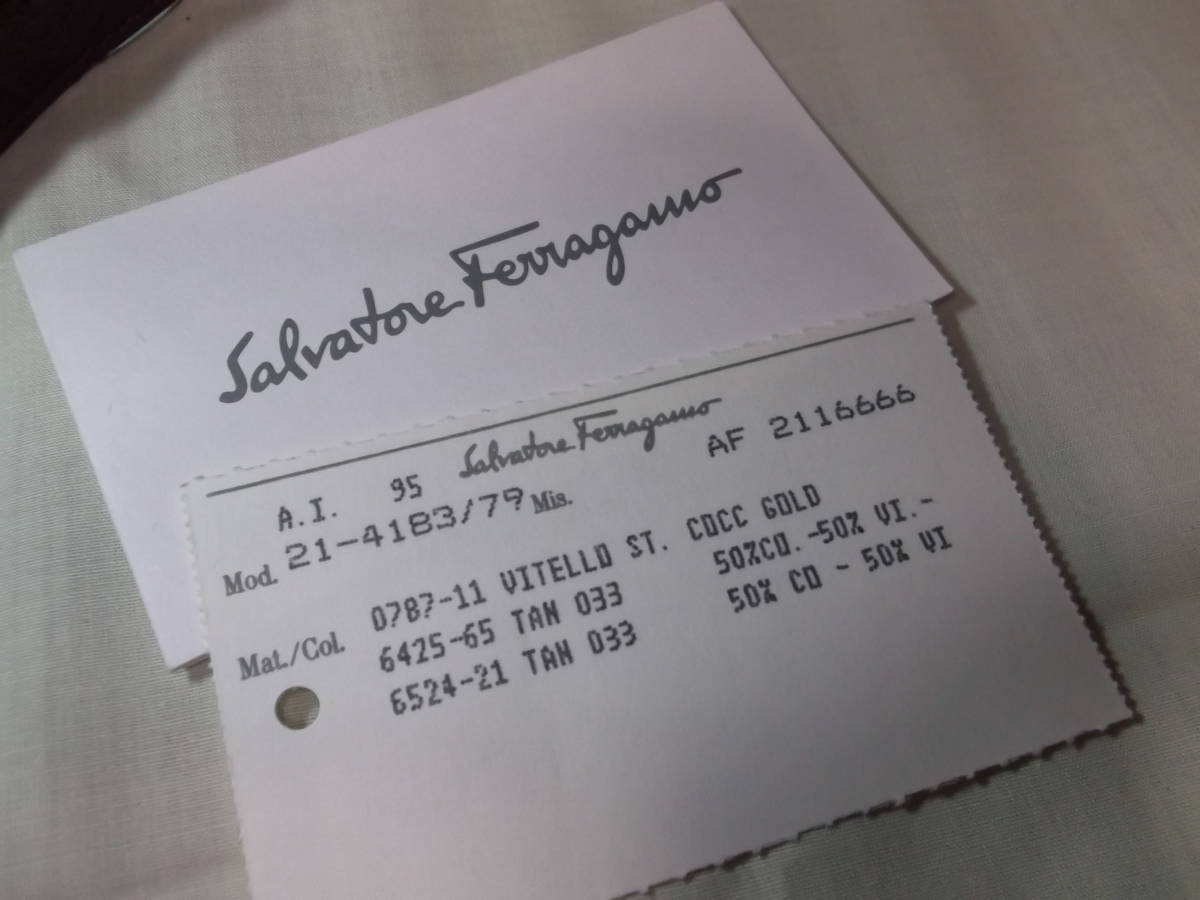 Salvatore Ferragamo
Salvatore Ferragamo
A.I. 95 AF 2116666
Mod. 21-4183/79 Mis.
Mat./Col. 0787-11 VITELLO ST. COCC GOLD
6425-65 TAN 033 50%CO.-50% VI.-
6524-21 TAN 033 50% CO - 50% VI